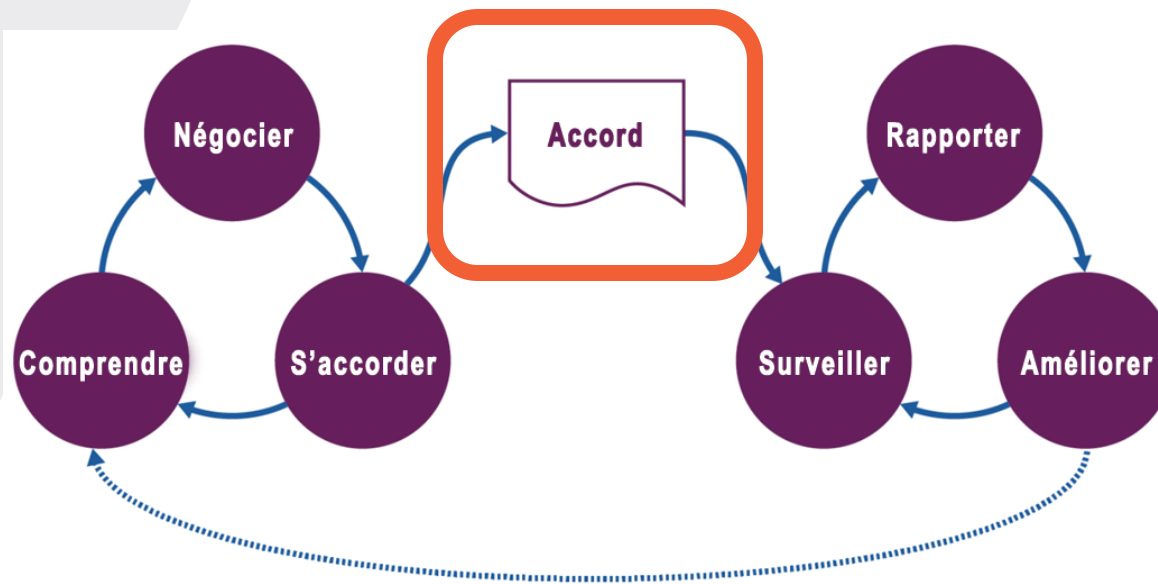 Négocier
Accord
Rapporter
Comprendre
S’accorder
Surveiller
Améliorer